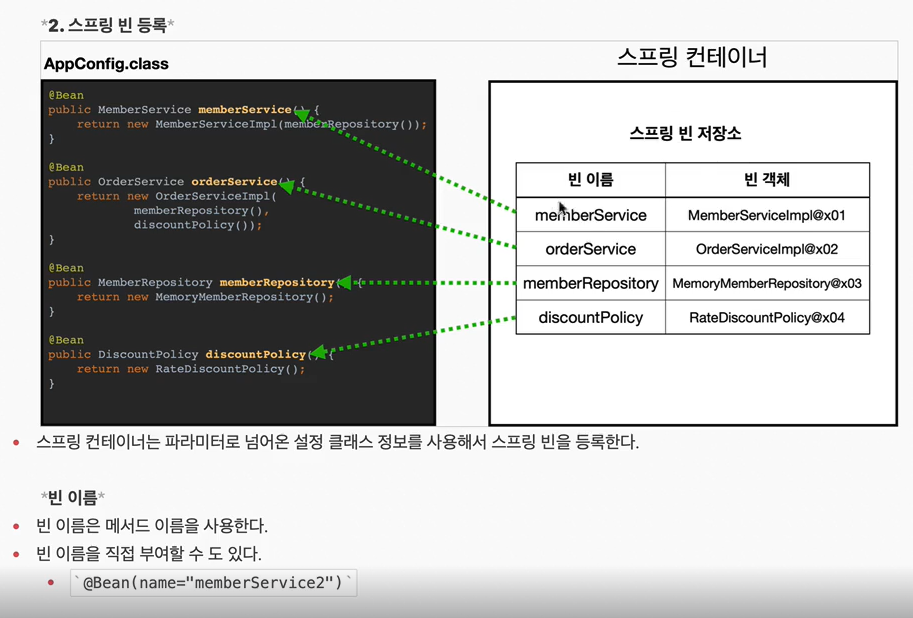 *2. 스프링 빈 등록*
AppConfig.class
@Bean
public MemberService memberService() {
return new MemberServiceImpl(memberRepository());
}
@Bean
public OrderService orderService() {
return new OrderServiceImpl(
memberRepository(),
discountPolicy());
}
@Bean
public MemberRepository memberRepository() {
return new MemoryMemberRepository();
}
@Bean
public DiscountPolicy discountPolicy() {
return new RateDiscountPolicy();
}
스프링 컨테이너
스프링 빈 저장소
빈 이름 빈 객체
memberService MemberServiceImpl@x01
orderService OrderServiceImpl@x02
memberRepository MemoryMemberRepository@x03
discountPolicy RateDiscountPolicy@x04
• 스프링 컨테이너는 파라미터로 넘어온 설정 클래스 정보를 사용해서 스프링 빈을 등록한다.
*빈 이름*
• 빈 이름은 메서드 이름을 사용한다.
• 빈 이름을 직접 부여할 수 도 있다.
• `@Bean(name="memberService2")`